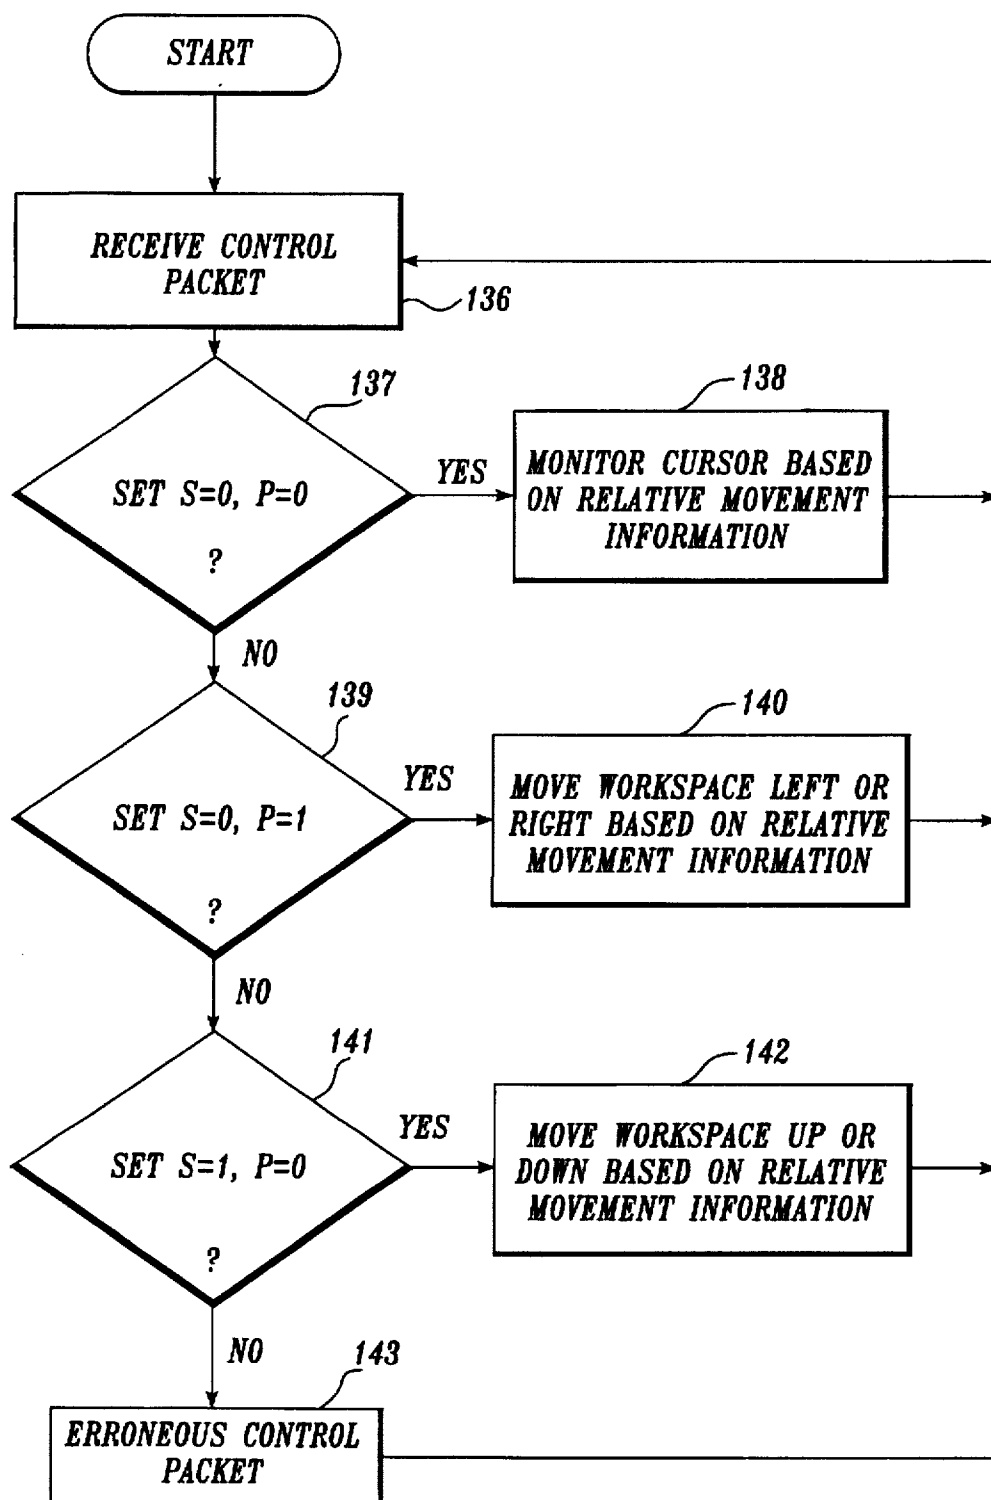 START
RECEIVE CONTROL
PACKET
136
137
SET S=0, P=0
?
YES
138
MONITOR CURSOR BASED
ON RELATIVE MOVEMENT
INFORMATION
NO
139
SET S=0, P=1
?
YES
140
MOVE WORKSPACE LEFT OR
RIGHT BASED ON RELATIVE
MOVEMENT INFORMATION
NO
141
SET S=1, P=0
?
YES
142
MOVE WORKSPACE UP OR
DOWN BASED ON RELATIVE
MOVEMENT INFORMATION
NO
143
ERRONEOUS CONTROL
PACKET